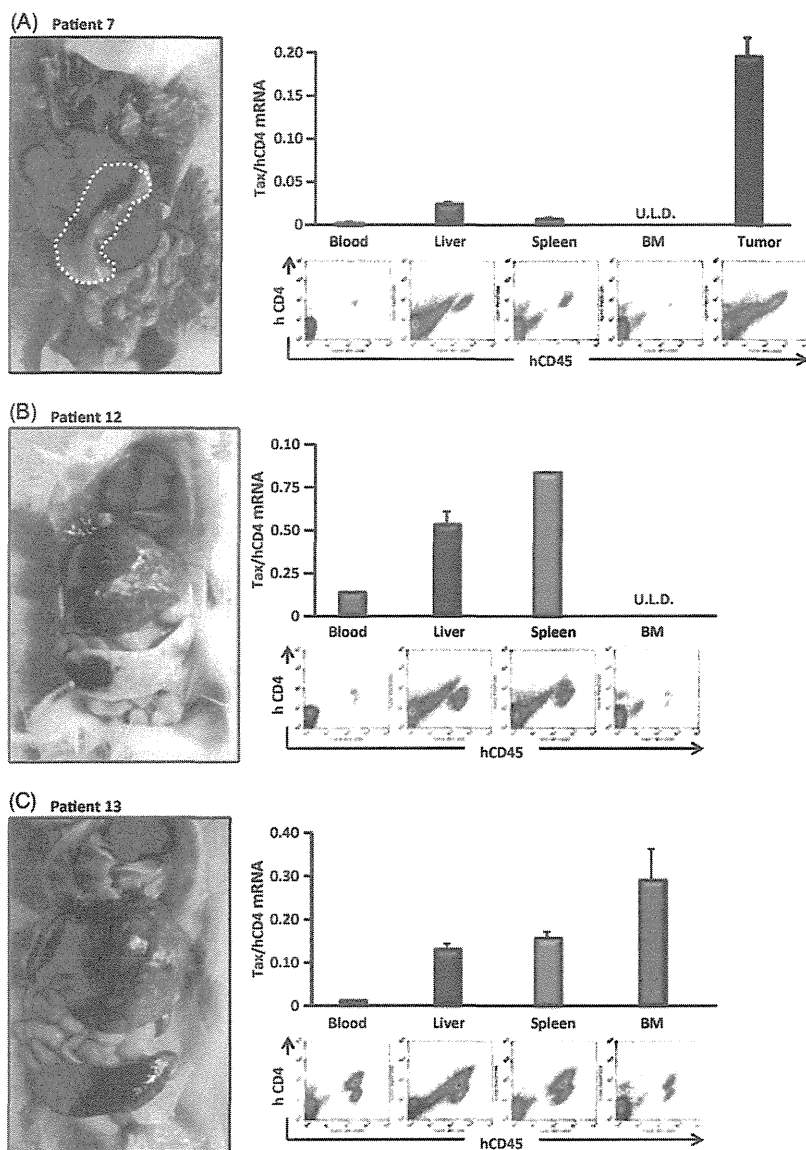 (A) Patient 7
Tax/hCD4 mRNA
0.20
0.15
0.10
0.05
0
U.L.D.
Blood Liver Spleen BM Tumor
h CD4
hCD45
(B) Patient 12
Tax/hCD4 mRNA
0.10
0.75
0.50
0.25
0
U.L.D.
Blood Liver Spleen BM
h CD4
hCD45
(C) Patient 13
Tax/hCD4 mRNA
0.40
0.30
0.20
0.10
0
Blood Liver Spleen BM
h CD4
hCD45